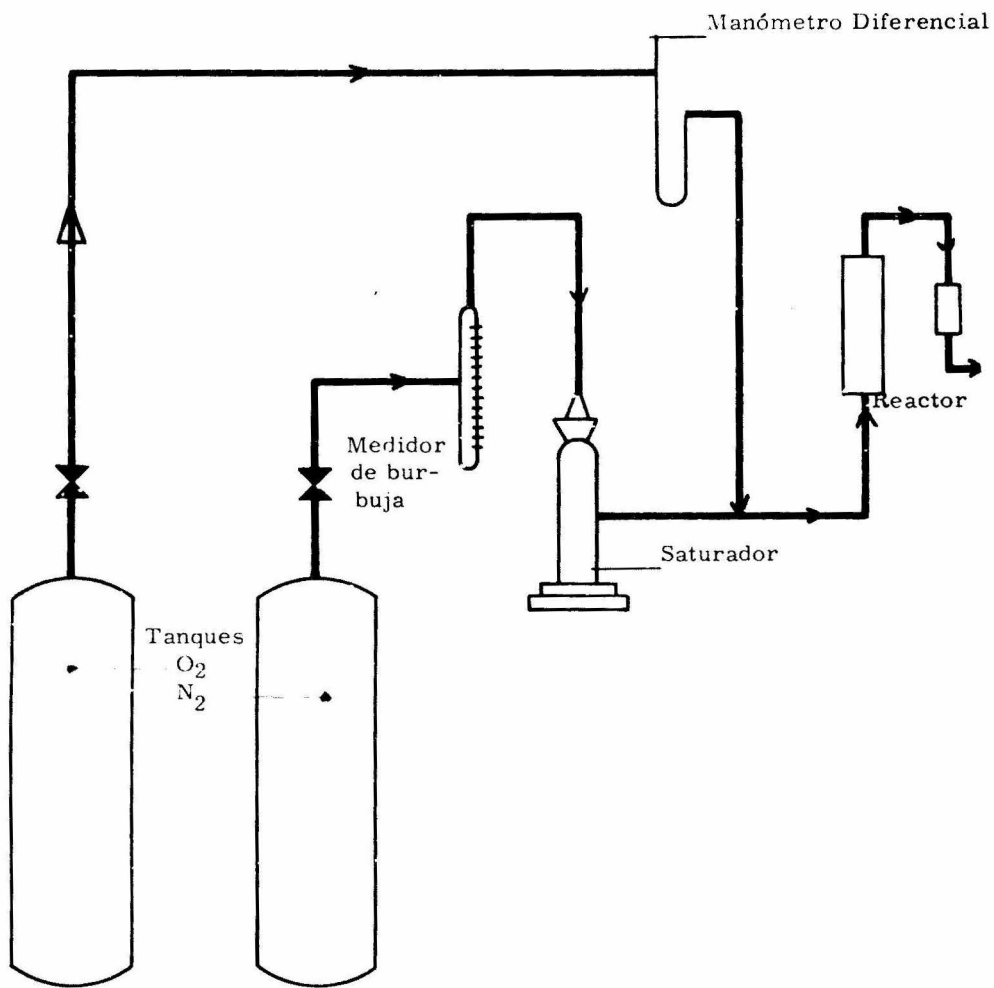 Manómetro Diferencial
Medidor
de bur-
buja
Reactor
Saturador
Tanques
O₂
N₂